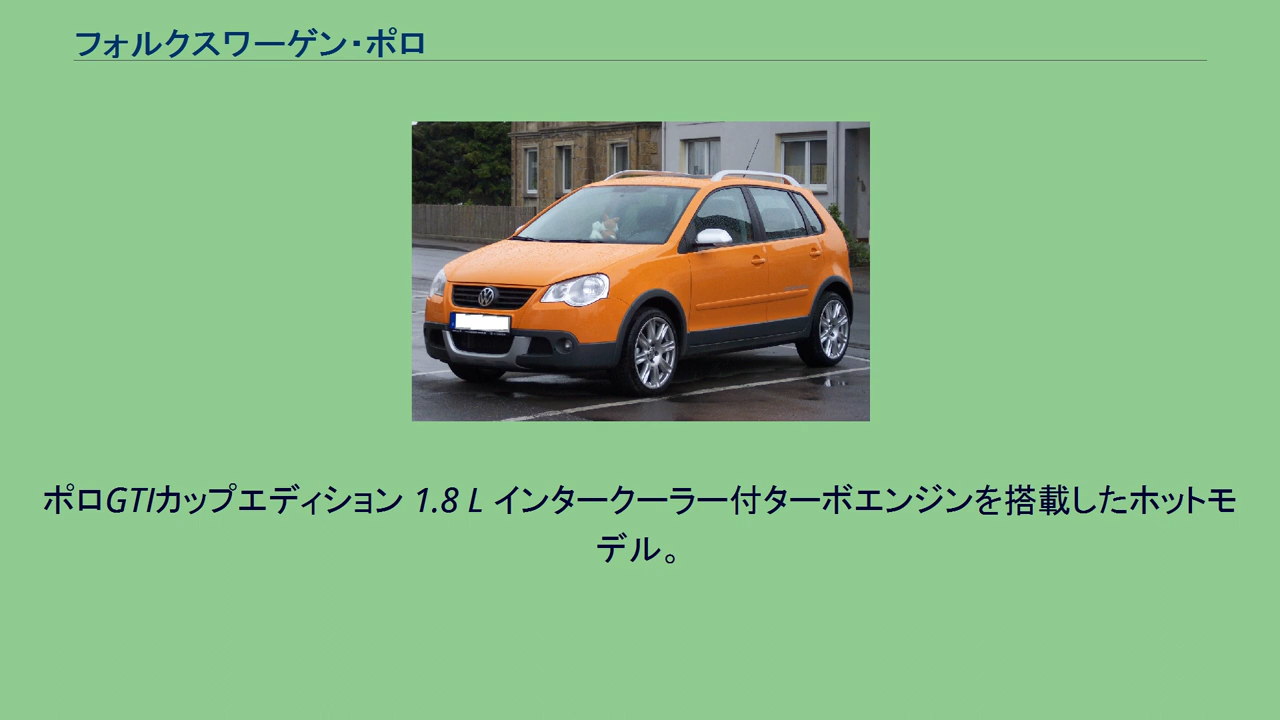 フォルクスワーゲン・ポロ
ポロGTIカップエディション 1.8 L インタークーラー付ターボエンジンを搭載したホットモ
デル。